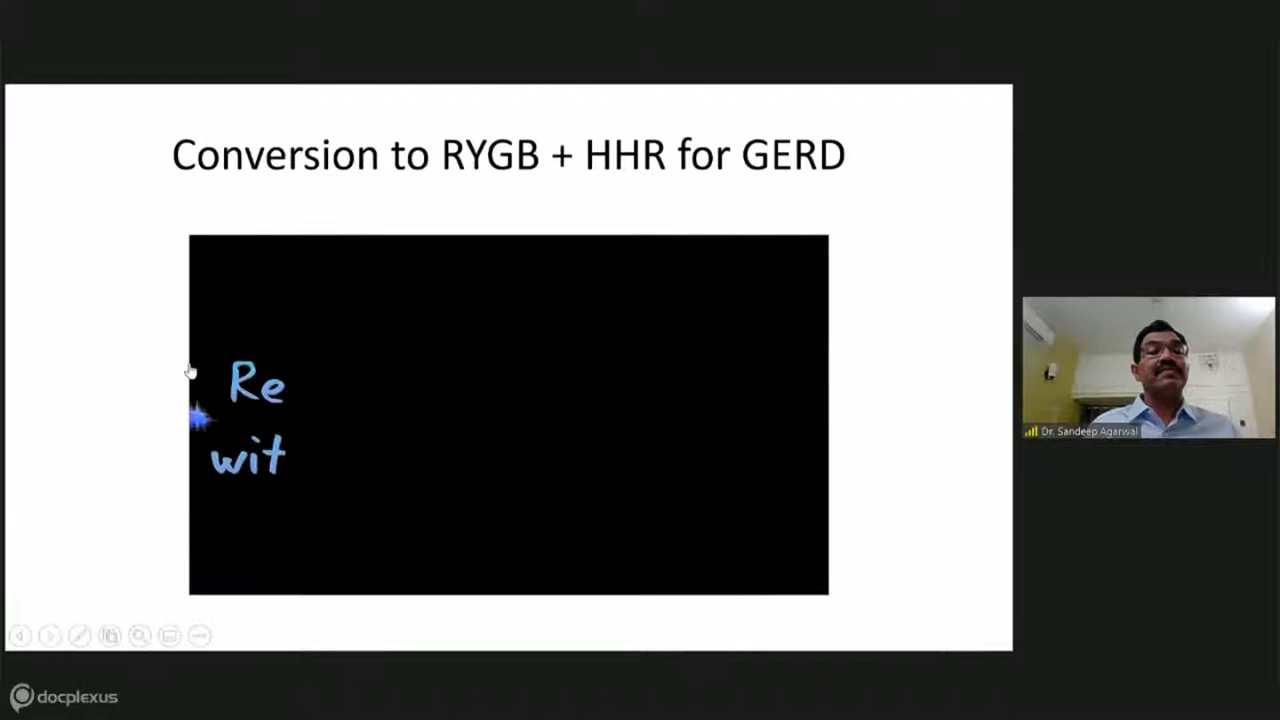 Conversion to RYGB + HHR for GERD
Re
wit
Dr. Sandeep Agarwal
docplexus